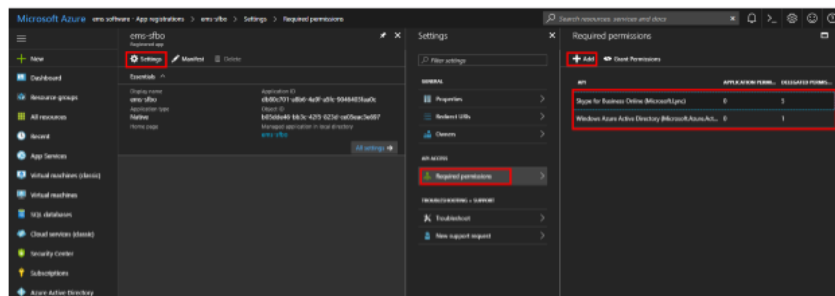 Microsoft Azure ems software - App registrations > ems-sfbo > Settings > Required permissions
Search resources, services and docs
New
Dashboard
Resource groups
All resources
Recent
App Services
Virtual machines (classic)
Virtual machines
SQL databases
Cloud services (classic)
Security Center
Subscriptions
Azure Active Directory
ems-sfbo
Registered app
Settings Manifest Delete
Essentials
Display name
ems-sfbo
Application type
Native
Home page
Application ID
Object ID
Managed application in local directory
ems-sfbo
All settings
Settings
Filter settings
GENERAL
Properties
Redirect URIs
Owners
API ACCESS
Required permissions
TROUBLESHOOTING + SUPPORT
Troubleshoot
New support request
Required permissions
Add Grant Permissions
API APPLICATION PERMI... DELEGATED PERMIS...
Skype for Business Online (Microsoft.Lync) 0 5
Windows Azure Active Directory (Microsoft.Azure.Act... 0 1